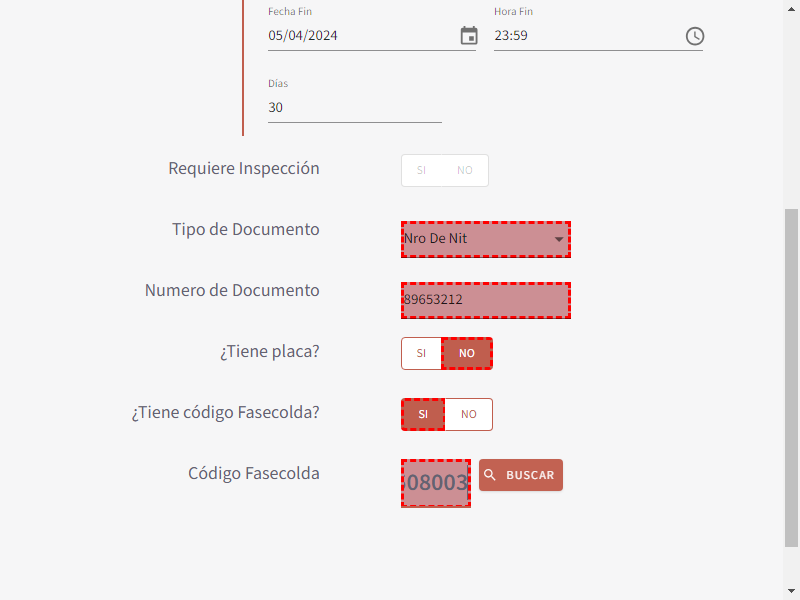 Fecha Fin Hora Fin
05/04/2024 23:59
Días
30
Requiere Inspección SI NO
Tipo de Documento Nro De Nit
Numero de Documento 89653212
¿Tiene placa? SI NO
¿Tiene código Fasecolda? SI NO
Código Fasecolda 08003 BUSCAR